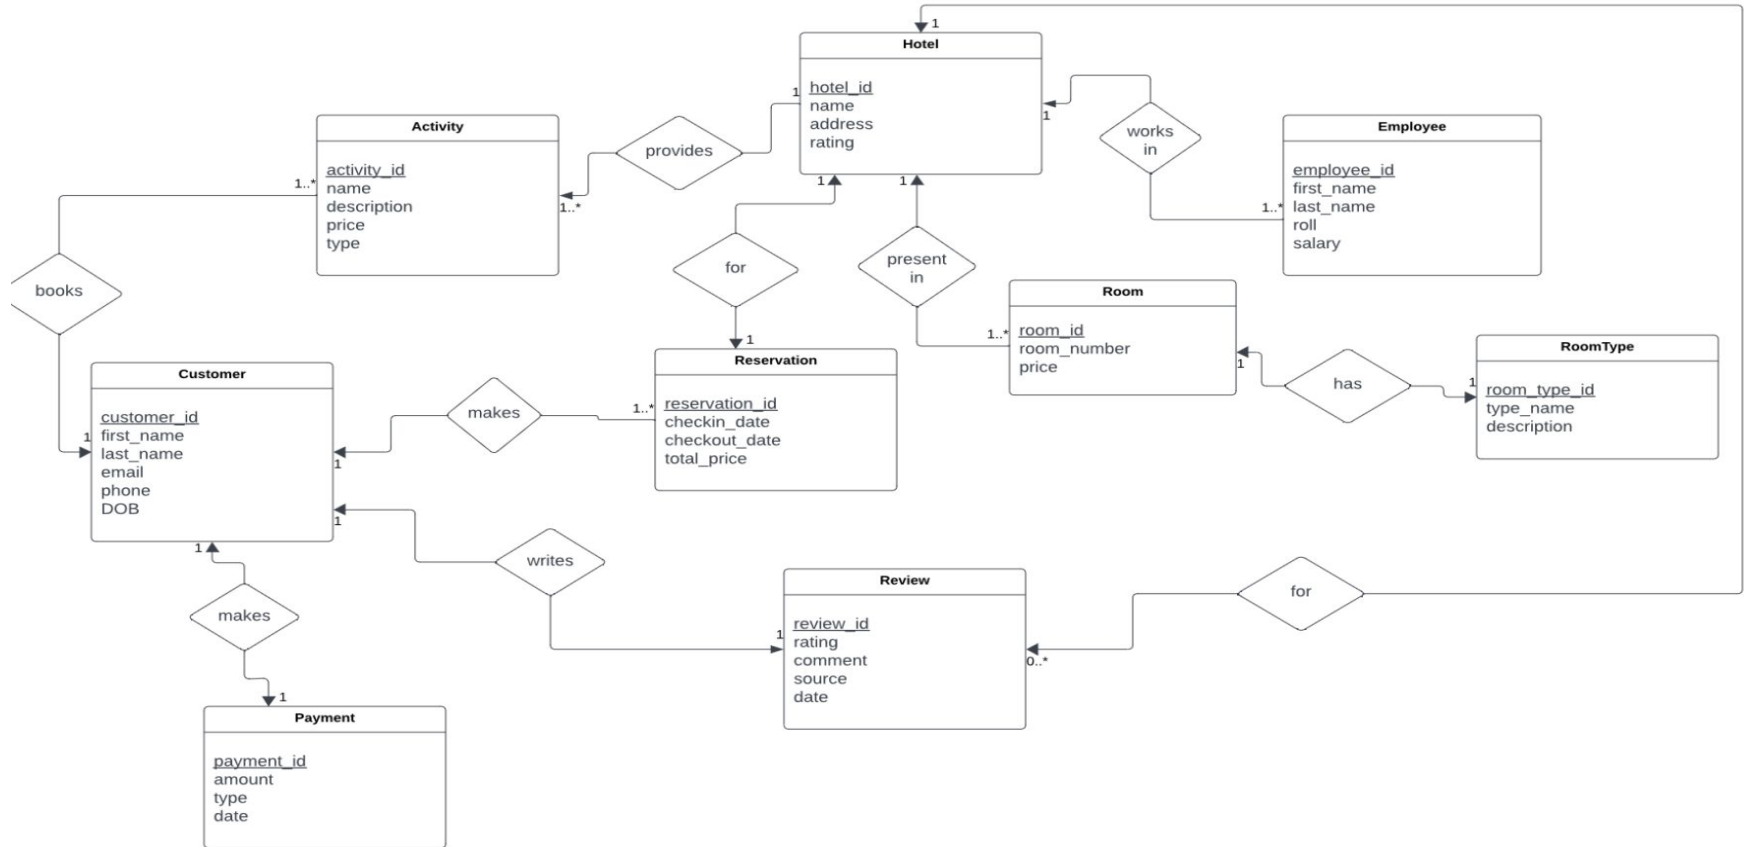 1
Hotel
hotel_id
name
address
rating
1
1
1
1
provides
works
in
Activity
activity_id
name
description
price
type
1..*
1..*
Employee
employee_id
first_name
last_name
roll
salary
1..*
books
for
present
in
1
Room
room_id
room_number
price
1..*
1
has
1
RoomType
room_type_id
type_name
description
Customer
customer_id
first_name
last_name
email
phone
DOB
1
1
1
1
makes
1..*
Reservation
reservation_id
checkin_date
checkout_date
total_price
writes
makes
1
Review
review_id
rating
comment
source
date
1
0..*
for
Payment
payment_id
amount
type
date